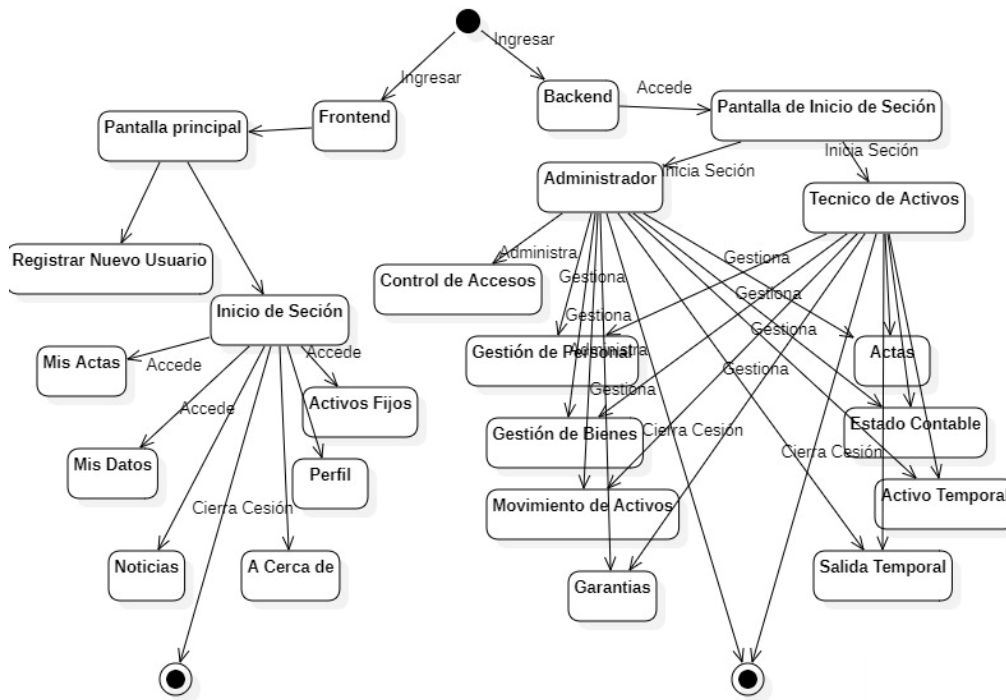 Ingresar
Ingresar
Accede
Backend
Pantalla de Inicio de Seción
Frontend
Pantalla principal
Inicia Seción
Inicia Seción
Administrador
Tecnico de Activos
Registrar Nuevo Usuario
Administra
Gestiona
Control de Accesos
Gestiona
Gestiona
Inicio de Seción
Gestiona
Gestiona
Mis Actas
Accede
Accede
Gestión de Personal
Administra
Actas
Gestiona
Gestiona
Activos Fijos
Accede
Gestión de Bienes
Cierra Cesión
Estado Contable
Mis Datos
Perfil
Cierra Cesión
Activo Temporal
Movimiento de Activos
Cierra Cesión
Noticias
A Cerca de
Garantias
Salida Temporal